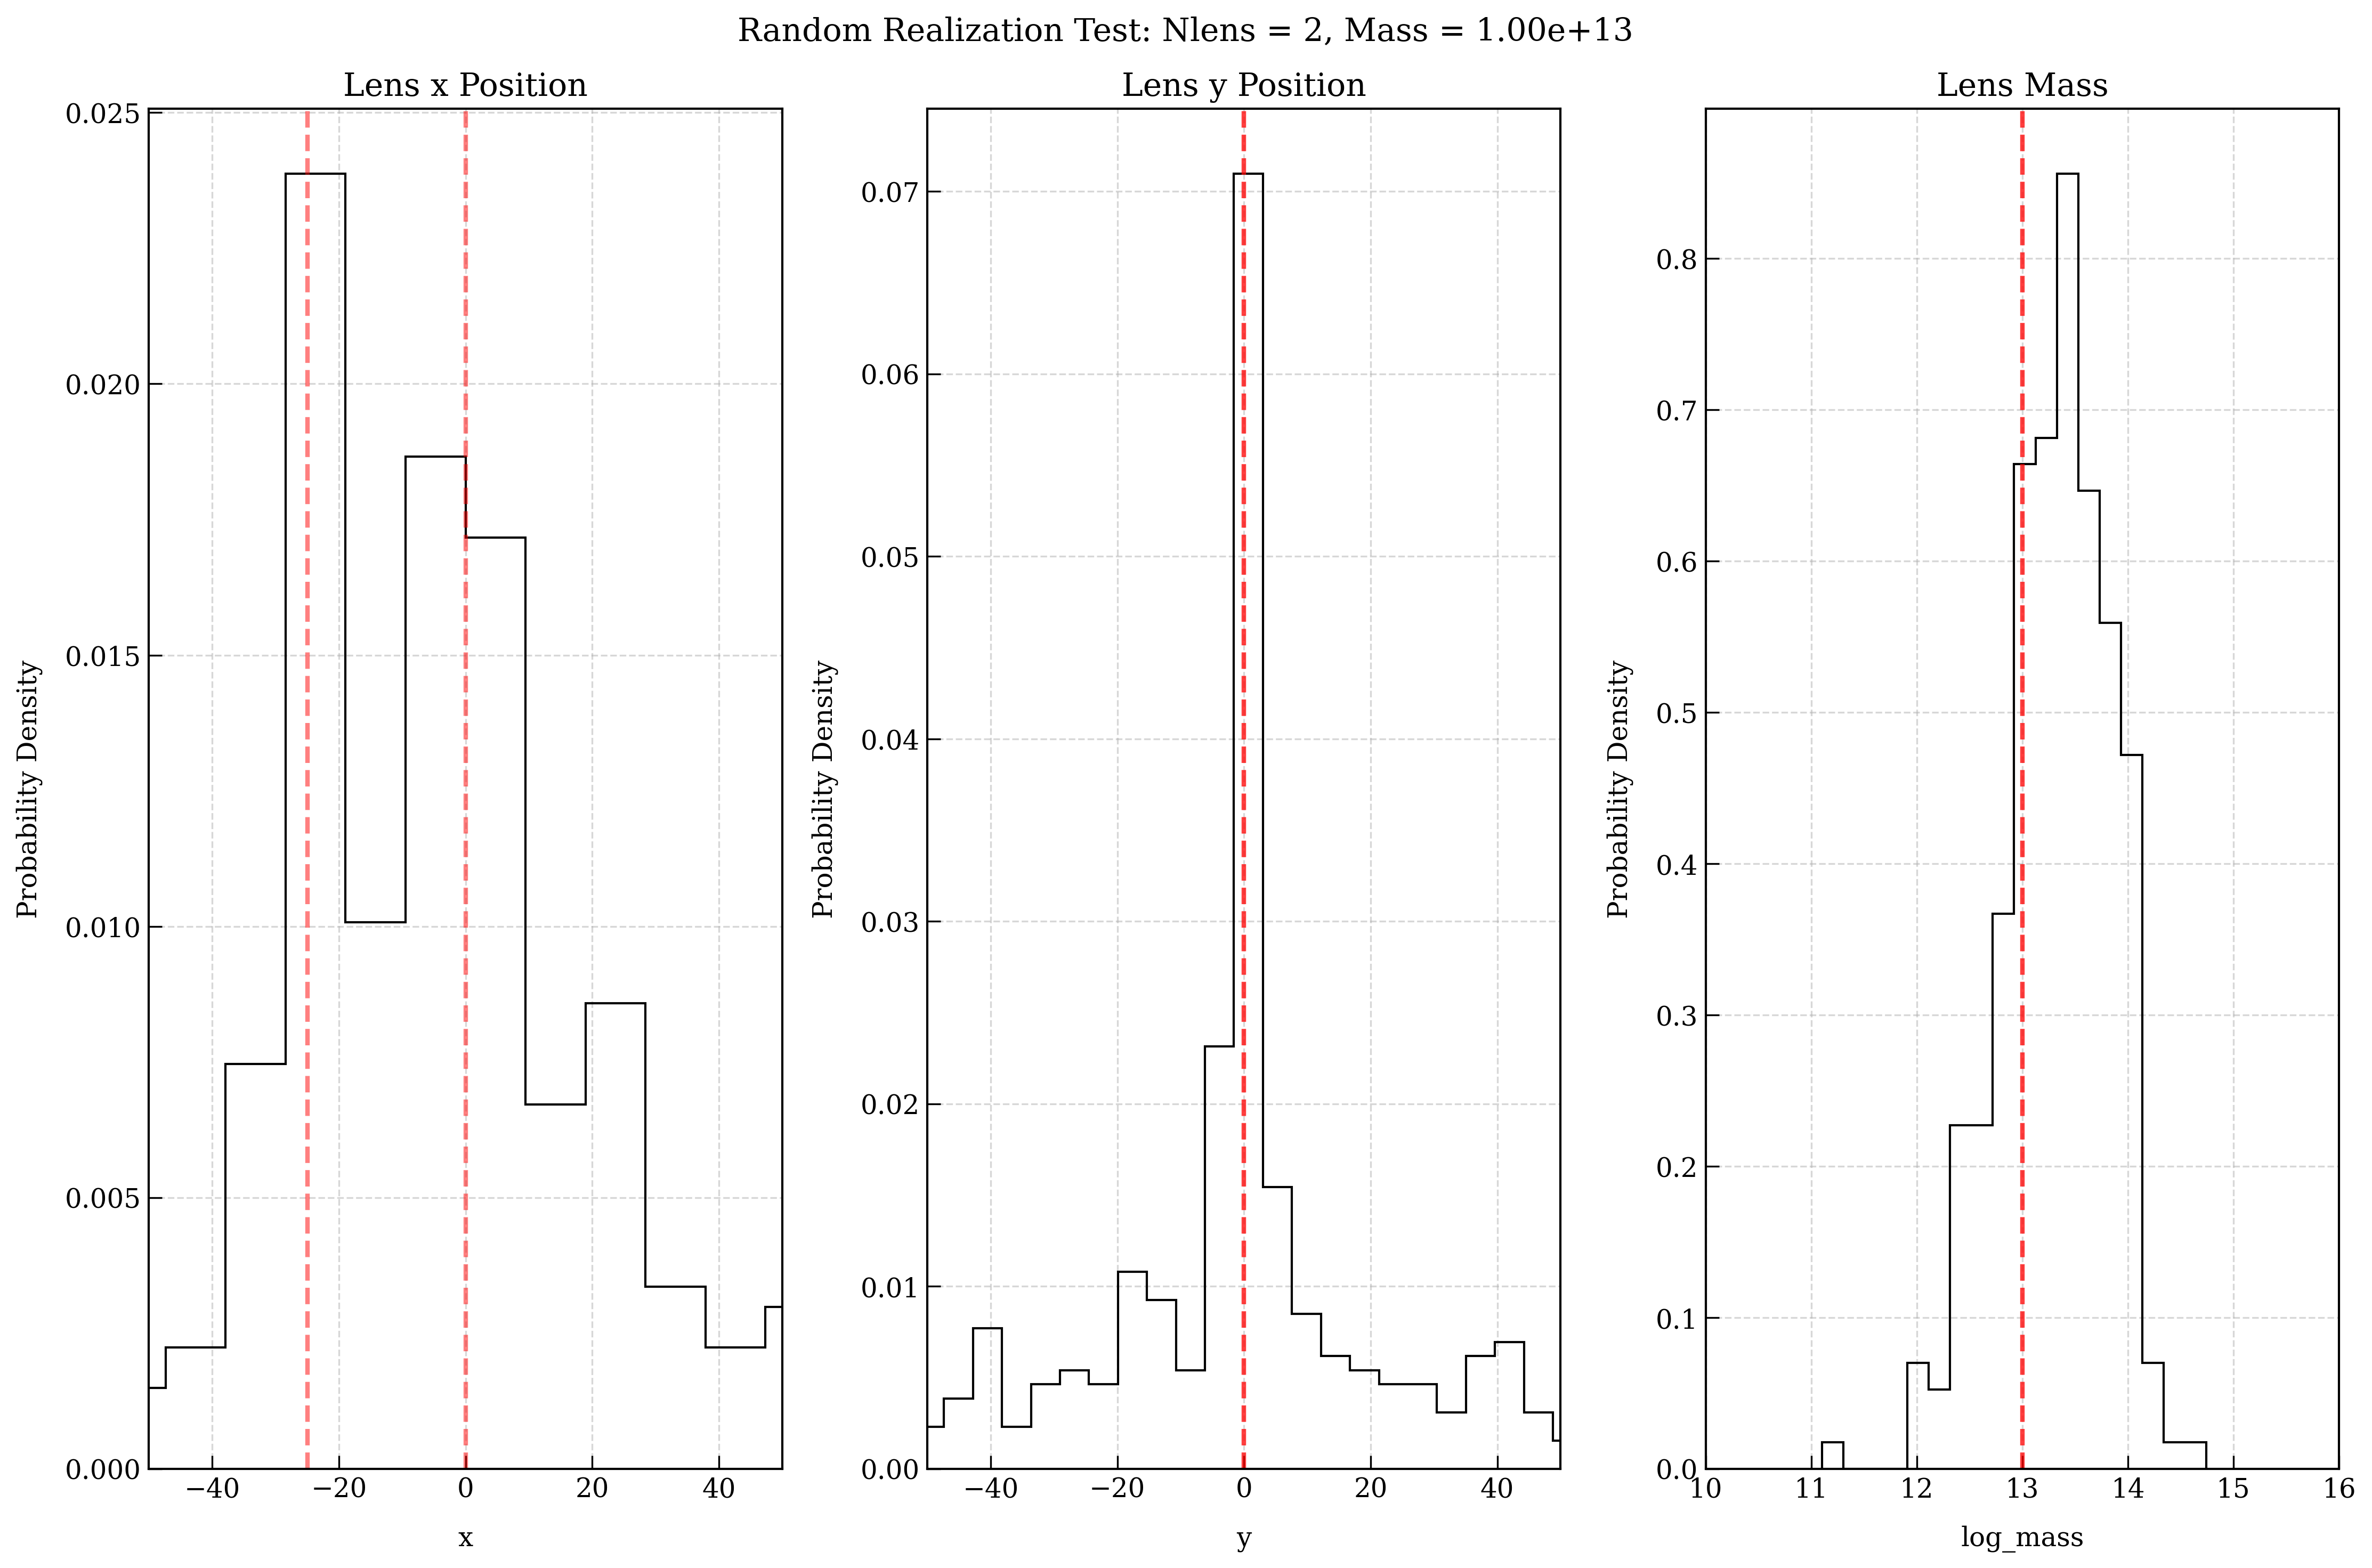 Random Realization Test: Nlens = 2, Mass = 1.00e+13
Lens x Position
Probability Density
0.025
0.020
0.015
0.010
0.005
0.000
−40 −20 0 20 40
x
Lens y Position
Probability Density
0.07
0.06
0.05
0.04
0.03
0.02
0.01
0.00
−40 −20 0 20 40
y
Lens Mass
Probability Density
0.8
0.7
0.6
0.5
0.4
0.3
0.2
0.1
0.0
10 11 12 13 14 15 16
log_mass